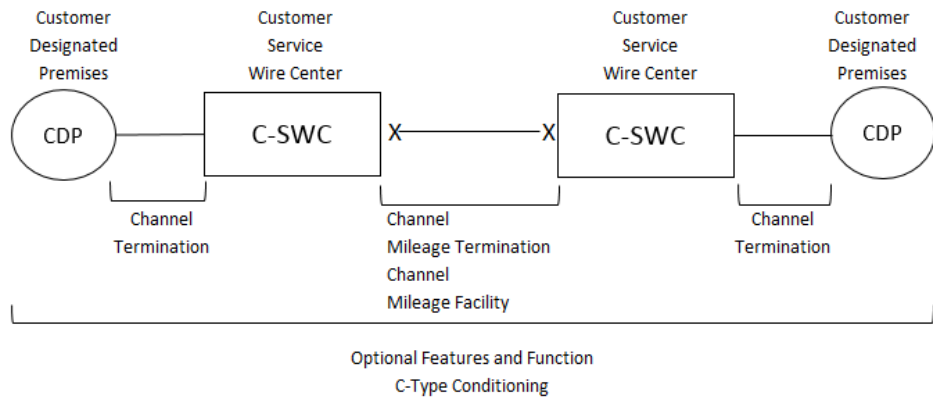 Customer
Designated
Premises
Customer
Service
Wire Center
Customer
Service
Wire Center
Customer
Designated
Premises
CDP
C-SWC
X
X
C-SWC
CDP
Channel
Termination
Channel
Mileage Termination
Channel
Mileage Facility
Channel
Termination
Optional Features and Function
C-Type Conditioning